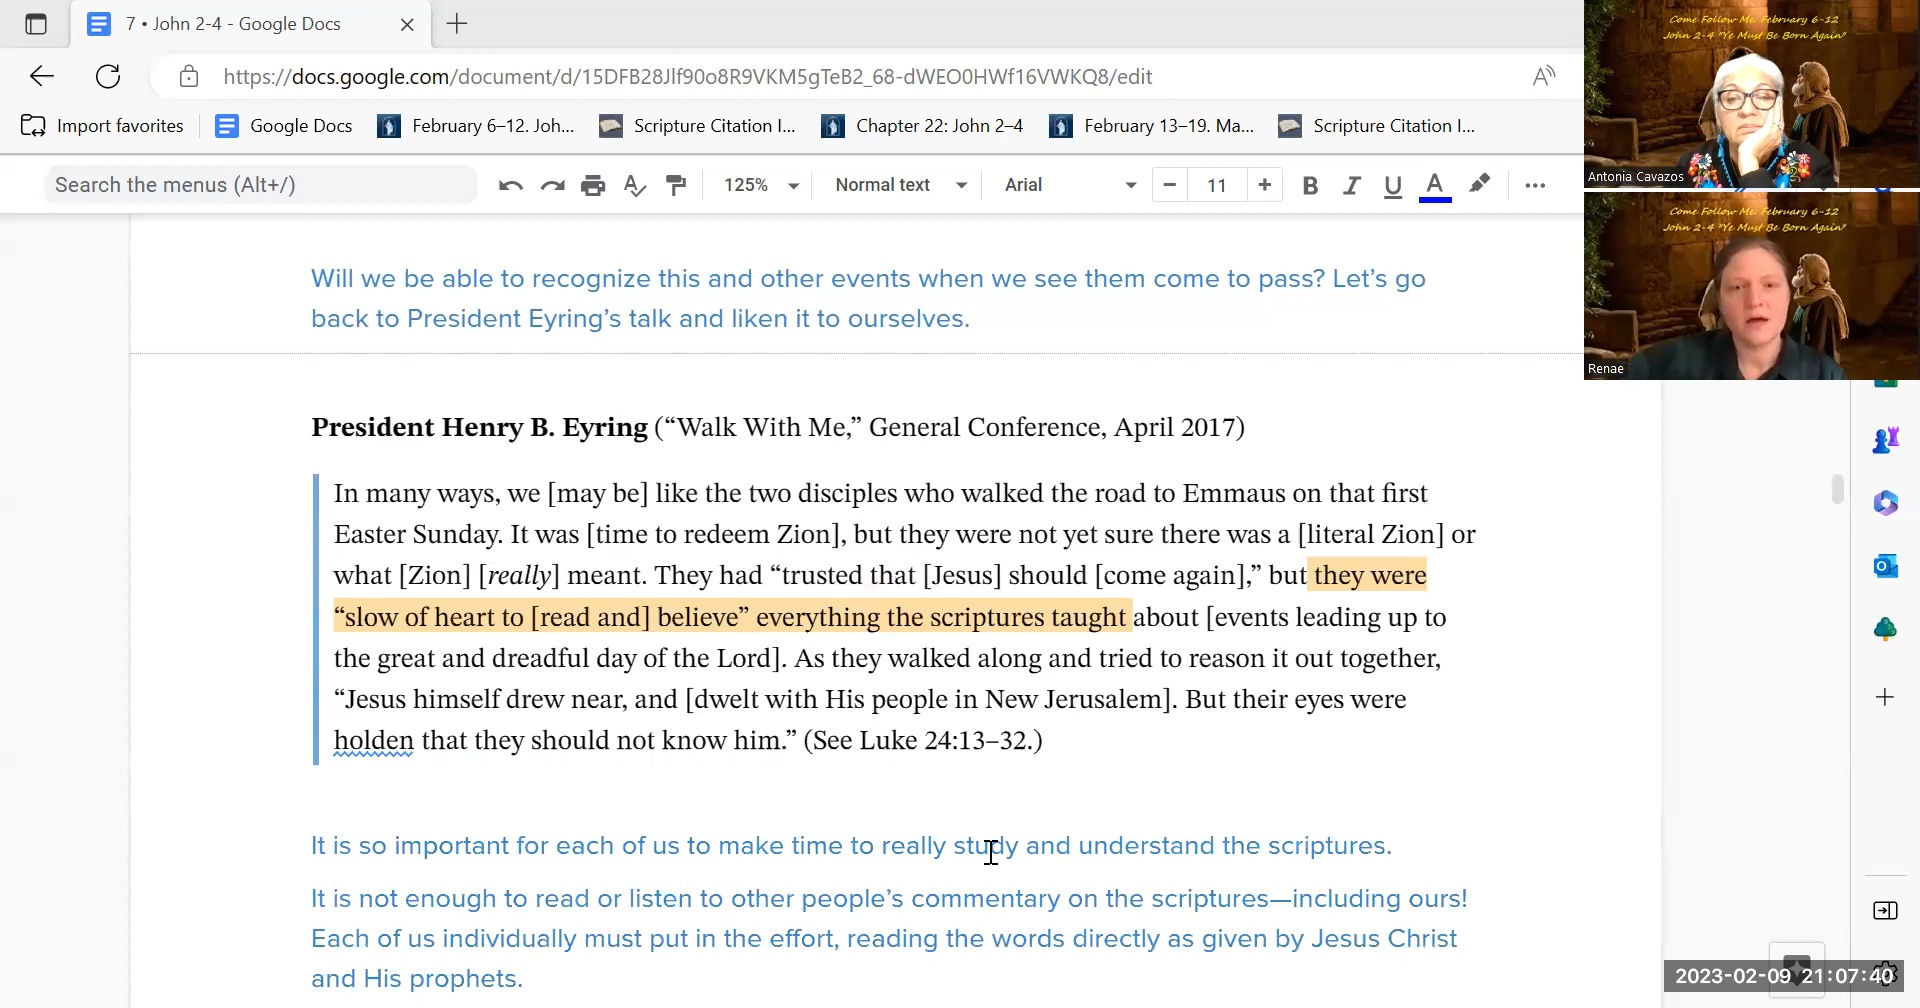 7 • John 2-4 - Google Docs
https://docs.google.com/document/d/15DFB28Jlf90o8R9VKM5gTeB2_68-dWEO0HWf16VWKQ8/edit
Import favorites Google Docs February 6–12. Joh... Scripture Citation I... Chapter 22: John 2–4 February 13–19. Ma... Scripture Citation I...
Search the menus (Alt+/) 125% Normal text Arial 11 B I U A
Come Follow Me: February 6-12
John 2-4 "Ye Must Be Born Again"
Antonia Cavazos
Come Follow Me: February 6-12
John 2-4 "Ye Must Be Born Again"
Renae
Will we be able to recognize this and other events when we see them come to pass? Let’s go
back to President Eyring’s talk and liken it to ourselves.
President Henry B. Eyring (“Walk With Me,” General Conference, April 2017)
In many ways, we [may be] like the two disciples who walked the road to Emmaus on that first
Easter Sunday. It was [time to redeem Zion], but they were not yet sure there was a [literal Zion] or
what [Zion] [really] meant. They had “trusted that [Jesus] should [come again],” but they were
“slow of heart to [read and] believe” everything the scriptures taught about [events leading up to
the great and dreadful day of the Lord]. As they walked along and tried to reason it out together,
“Jesus himself drew near, and [dwelt with His people in New Jerusalem]. But their eyes were
holden that they should not know him.” (See Luke 24:13–32.)
It is so important for each of us to make time to really study and understand the scriptures.
It is not enough to read or listen to other people’s commentary on the scriptures—including ours!
Each of us individually must put in the effort, reading the words directly as given by Jesus Christ
and His prophets.
2023-02-09 21:07:40